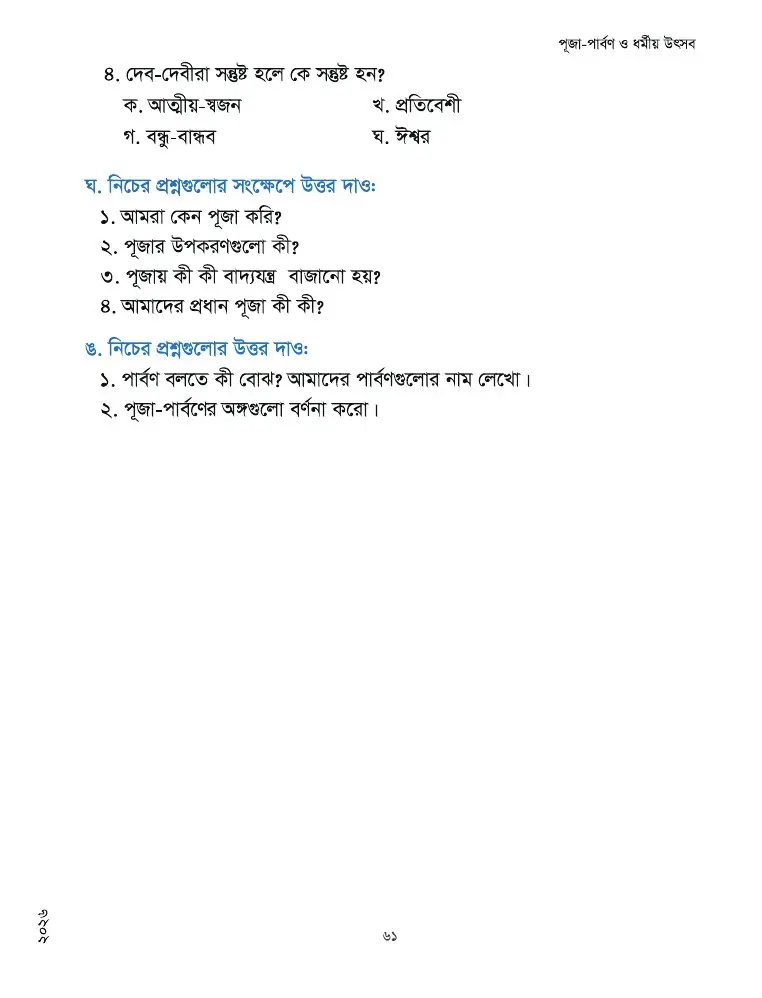 পূজা-পার্বণ ও ধর্মীয় উৎসব
৪. দেব-দেবীরা সন্তুষ্ট হলে কে সন্তুষ্ট হন?
ক. আত্মীয়-স্বজন খ. প্রতিবেশী
গ. বন্ধু-বান্ধব ঘ. ঈশ্বর
ঘ. নিচের প্রশ্নগুলোর সংক্ষেপে উত্তর দাও:
১. আমরা কেন পূজা করি?
২. পূজার উপকরণগুলো কী?
৩. পূজায় কী কী বাদ্যযন্ত্র বাজানো হয়?
৪. আমাদের প্রধান পূজা কী কী?
ঙ. নিচের প্রশ্নগুলোর উত্তর দাও:
১. পার্বণ বলতে কী বোঝ? আমাদের পার্বণগুলোর নাম লেখো।
২. পূজা-পার্বণের অঙ্গগুলো বর্ণনা করো।
২০২৬
৬১